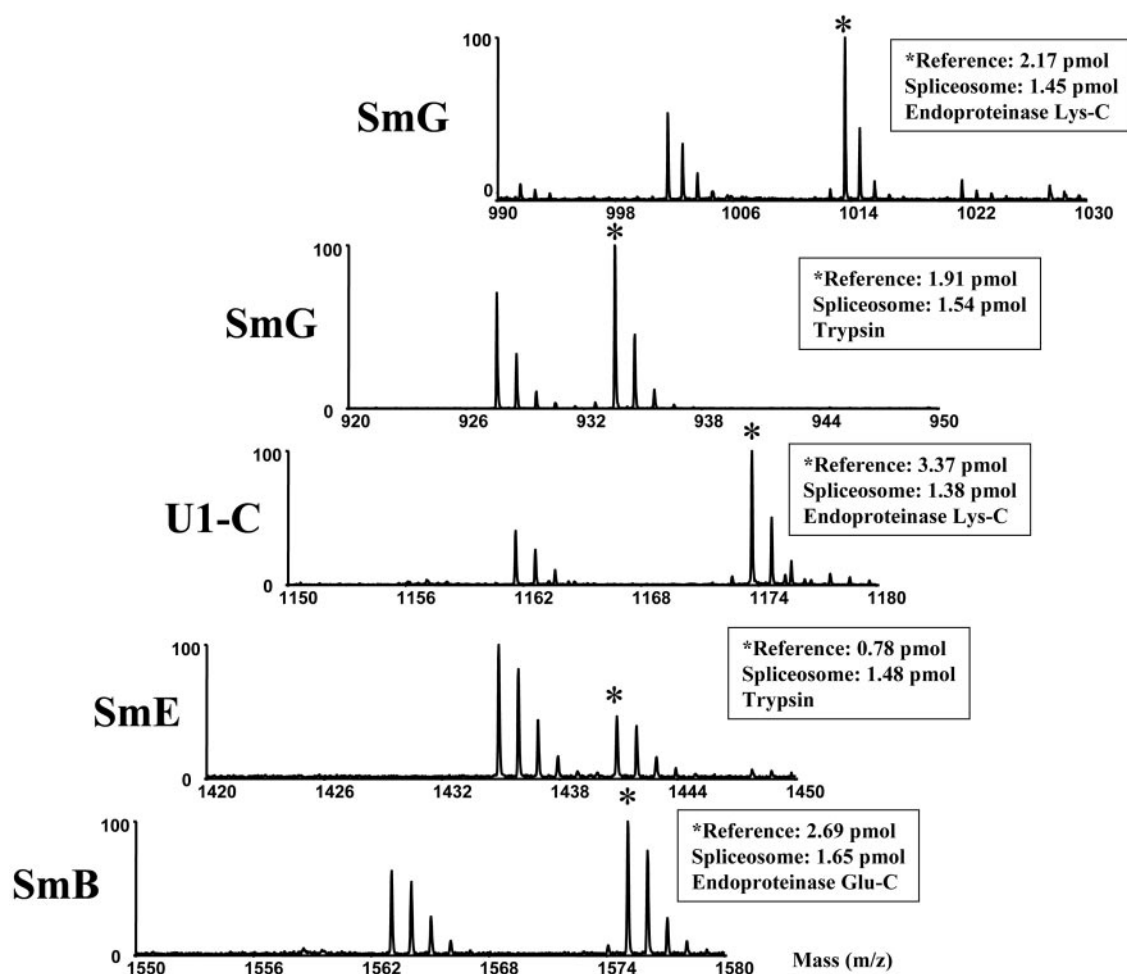 *
100
*Reference: 2.17 pmol
Spliceosome: 1.45 pmol
Endoproteinase Lys-C
SmG
0
990 998 1006 1014 1022 1030
*
100
*Reference: 1.91 pmol
Spliceosome: 1.54 pmol
Trypsin
SmG
0
920 926 932 938 944 950
*
100
*Reference: 3.37 pmol
Spliceosome: 1.38 pmol
Endoproteinase Lys-C
U1-C
0
1150 1156 1162 1168 1174 1180
100
*Reference: 0.78 pmol
Spliceosome: 1.48 pmol
Trypsin
*
SmE
0
1420 1426 1432 1438 1444 1450
*
100
*Reference: 2.69 pmol
Spliceosome: 1.65 pmol
Endoproteinase Glu-C
SmB
0
1550 1556 1562 1568 1574 1580 Mass (m/z)